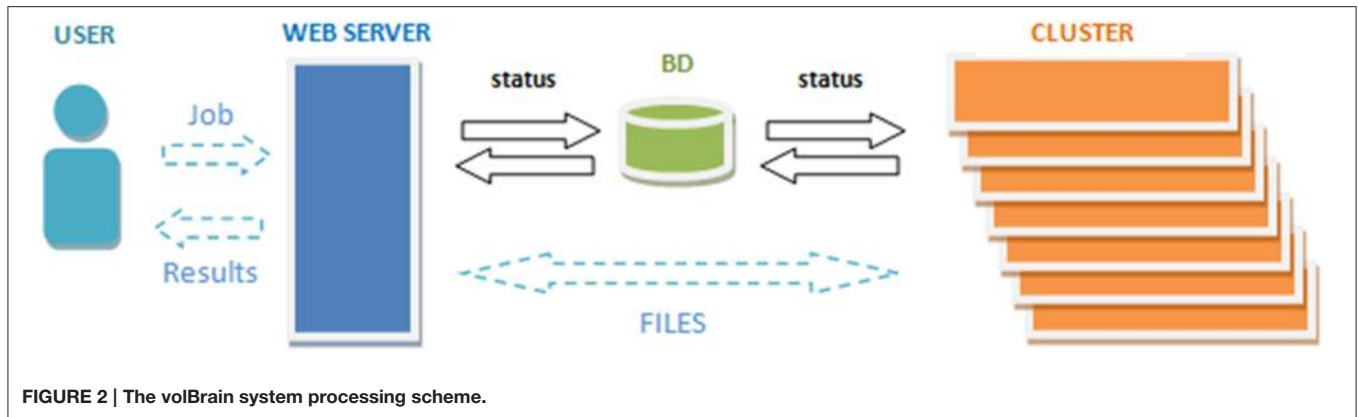 USER
WEB SERVER
BD
CLUSTER
status
status
Job
Results
FILES
FIGURE 2 | The volBrain system processing scheme.